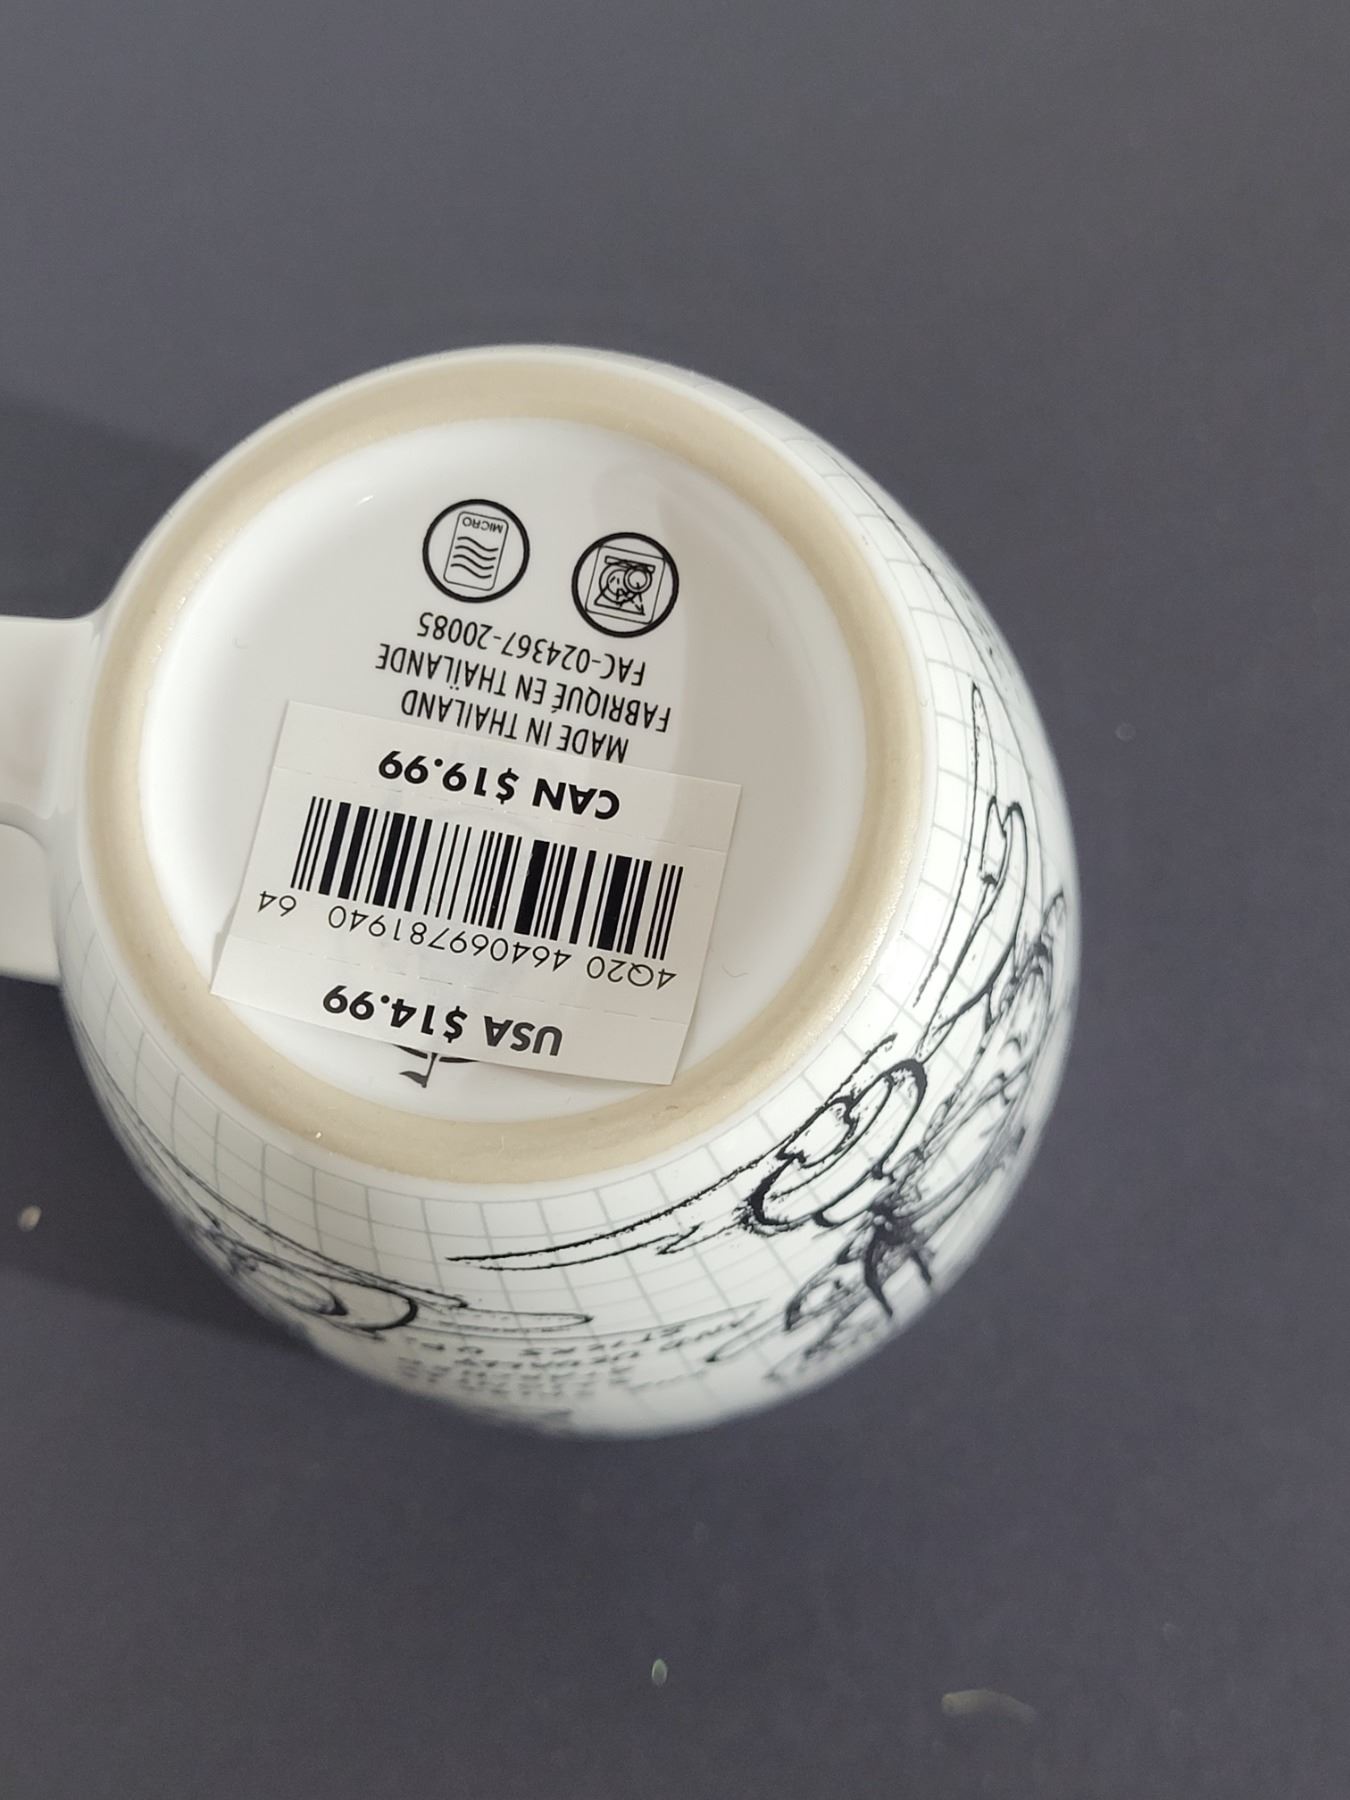 USA $14.99
4Q20 464069781940 64
CAN $19.99
MADE IN THAILAND
FABRIQUÉ EN THAÏLANDE
FAC-024367-20085
MICRO